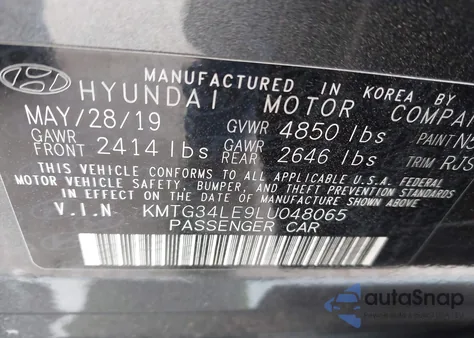 MANUFACTURED IN KOREA BY
HYUNDAI MOTOR
MAY/28/19 GVWR 4850 lbs PAINT
GAWR FRONT 2414 lbs GAWR REAR 2646 lbs TRIM RJS
THIS VEHICLE CONFORMS TO ALL APPLICABLE U.S.A. FEDERAL
MOTOR VEHICLE SAFETY, BUMPER, AND THEFT PREVENTION STANDARDS
IN EFFECT ON THE DATE OF MANUFACTURE SHOWN ABOVE.
V.I.N KMTG34LE9LU048065
PASSENGER CAR
autoSnap